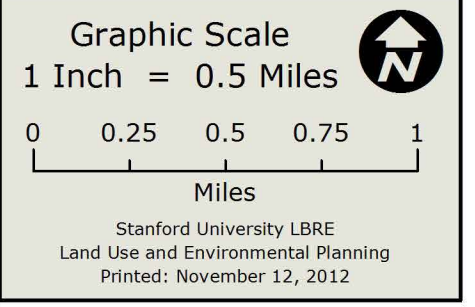 Graphic Scale
1 Inch = 0.5 Miles
N
0 0.25 0.5 0.75 1
Miles
Stanford University LBRE
Land Use and Environmental Planning
Printed: November 12, 2012